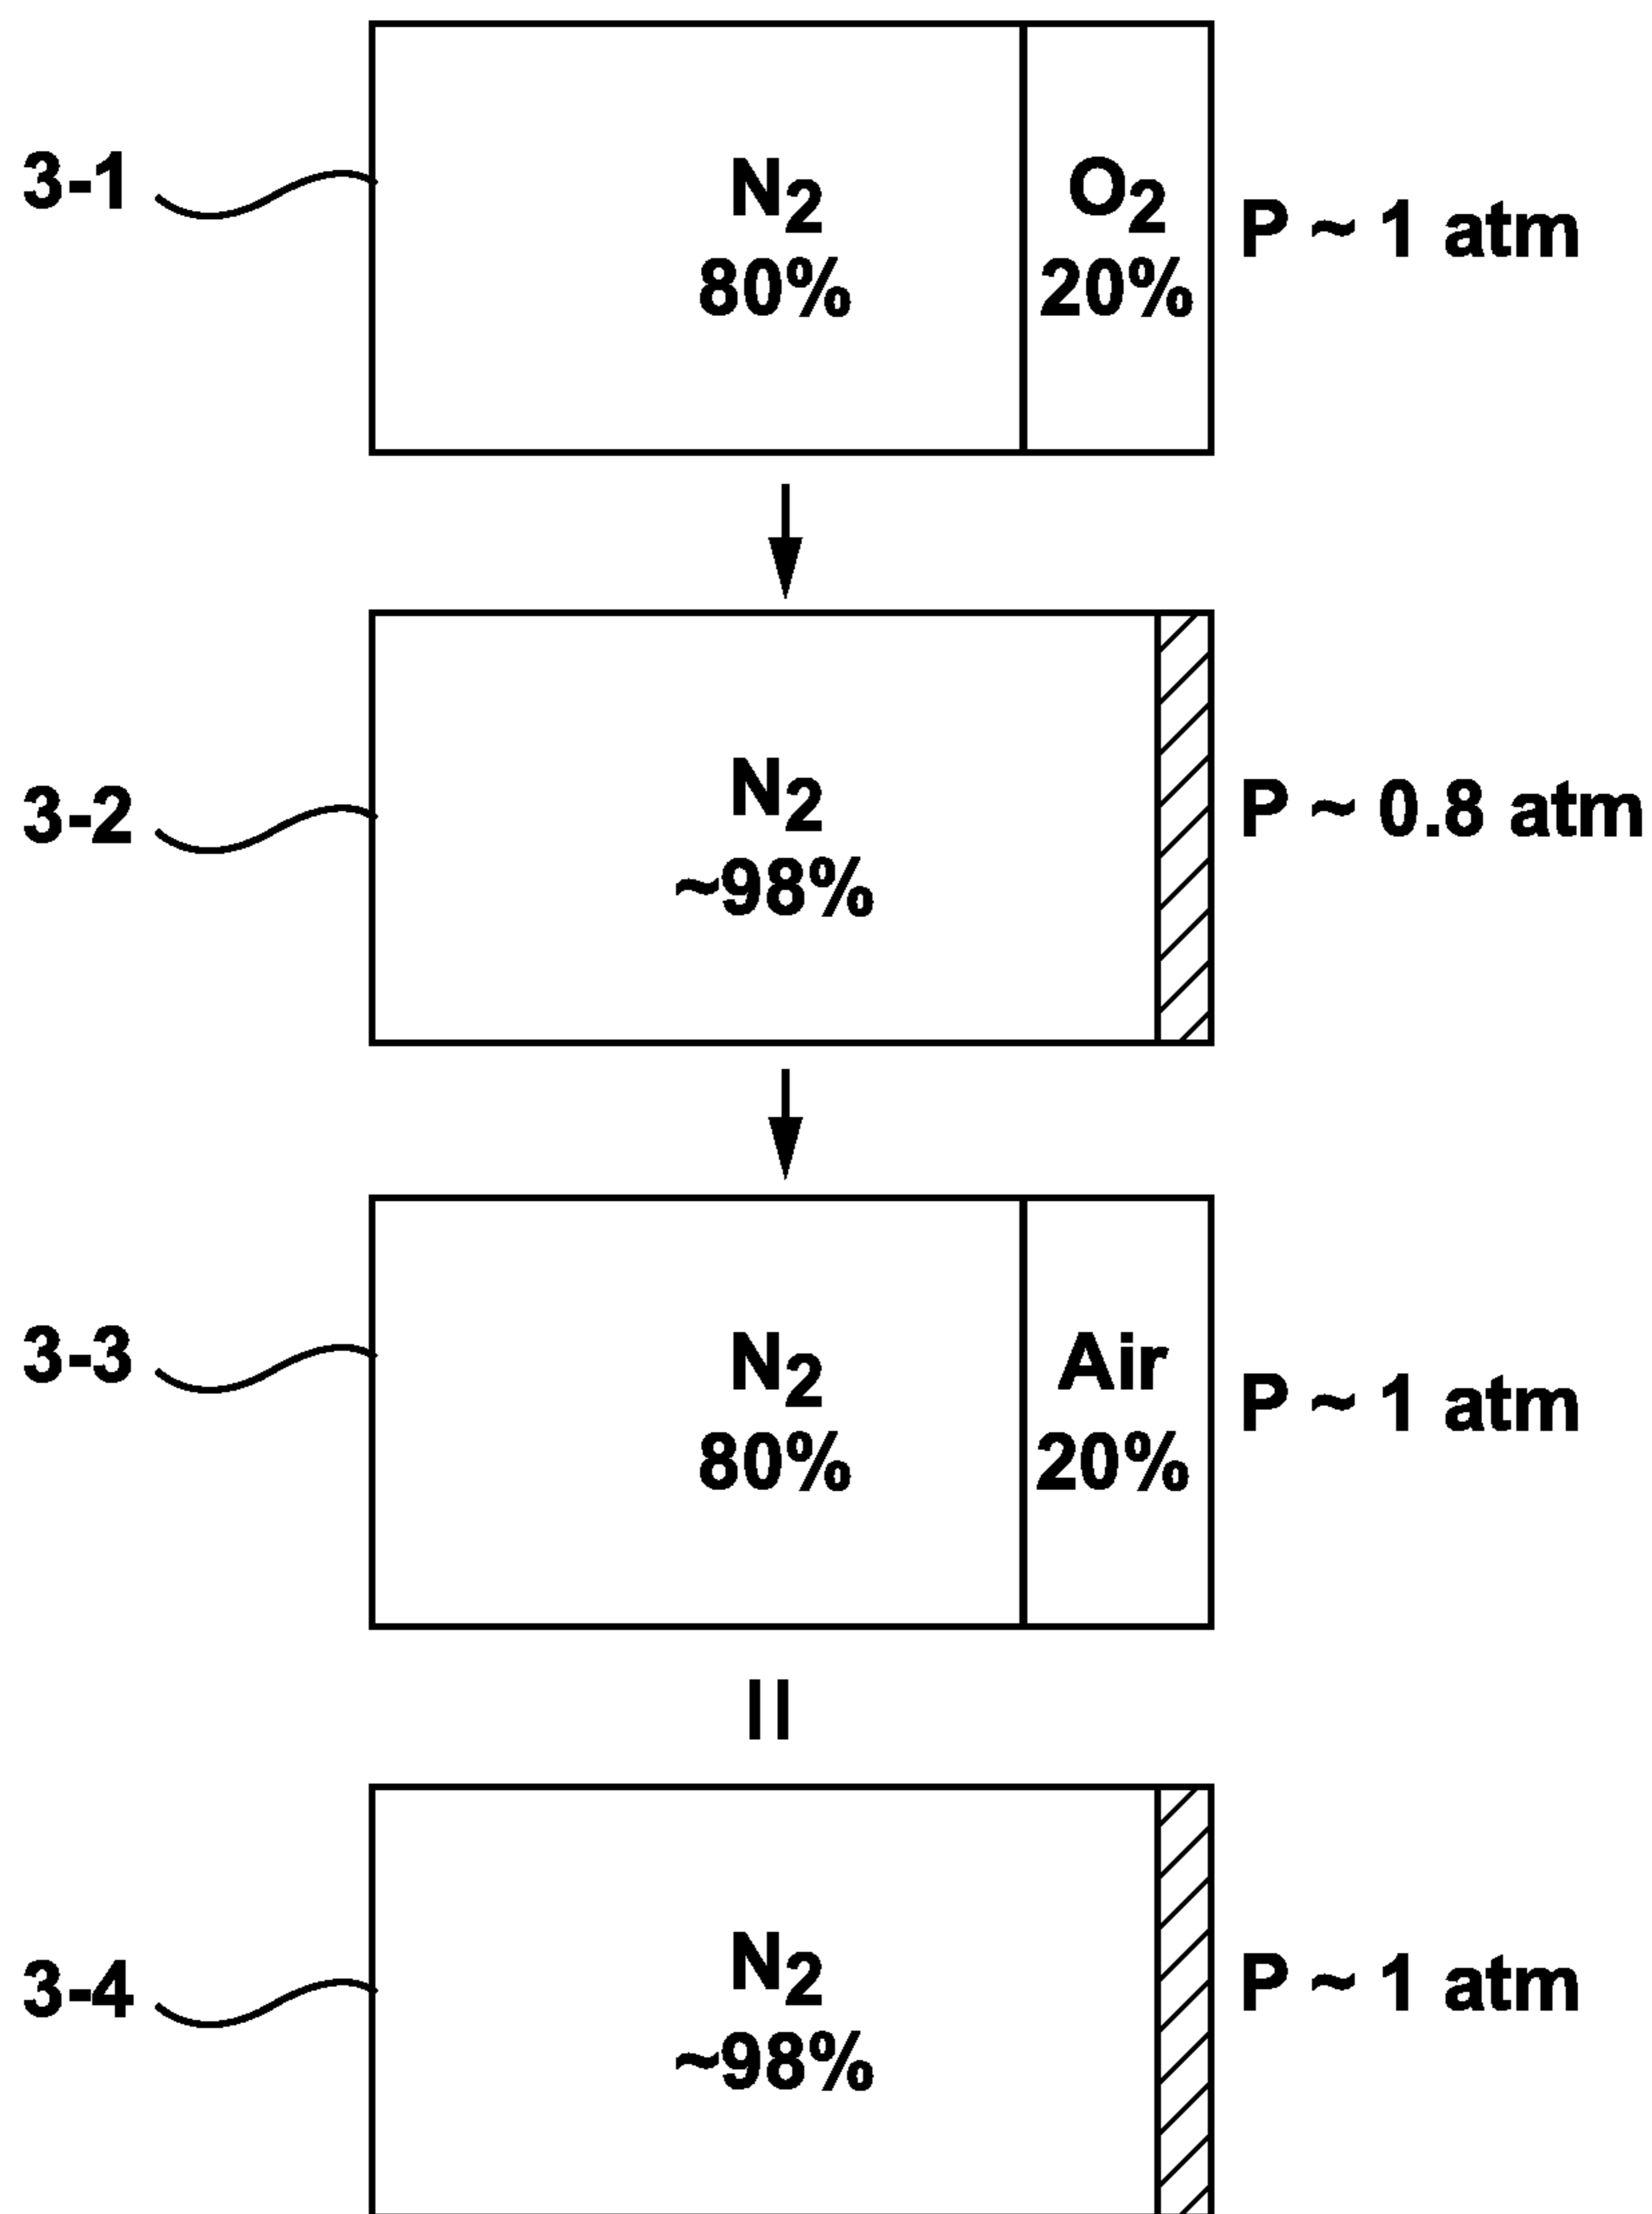 3-1
N2
80%
O2
20%
P ~ 1 atm
3-2
N2
~98%
P ~ 0.8 atm
3-3
N2
80%
Air
20%
P ~ 1 atm
=
3-4
N2
~98%
P ~ 1 atm